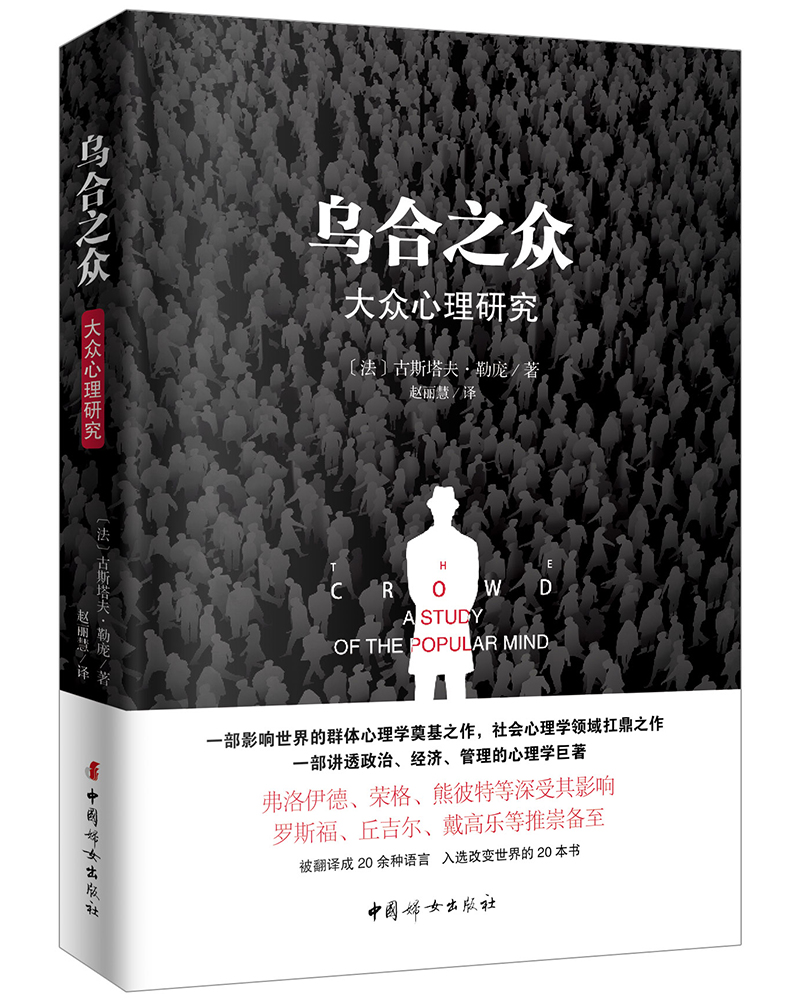 乌合之众
大众心理研究
〔法〕古斯塔夫·勒庞/著
赵丽慧/译
THE
CROWD
A STUDY
OF THE POPULAR MIND
一部影响世界的群体心理学奠基之作，社会心理学领域扛鼎之作
一部讲透政治、经济、管理的心理学巨著
弗洛伊德、荣格、熊彼特等深受其影响
罗斯福、丘吉尔、戴高乐等推崇备至
被翻译成20余种语言 入选改变世界的20本书
中国妇女出版社
乌合之众
大众心理研究
〔法〕古斯塔夫·勒庞/著
赵丽慧/译
中国妇女出版社